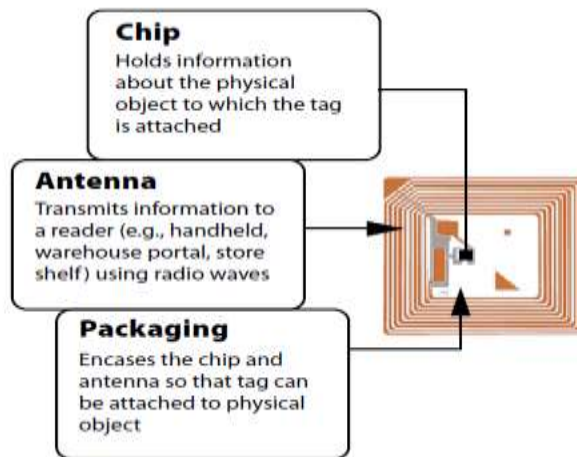 Chip
Holds information
about the physical
object to which the tag
is attached
Antenna
Transmits information to
a reader (e.g., handheld,
warehouse portal, store
shelf) using radio waves
Packaging
Encases the chip and
antenna so that tag can
be attached to physical
object